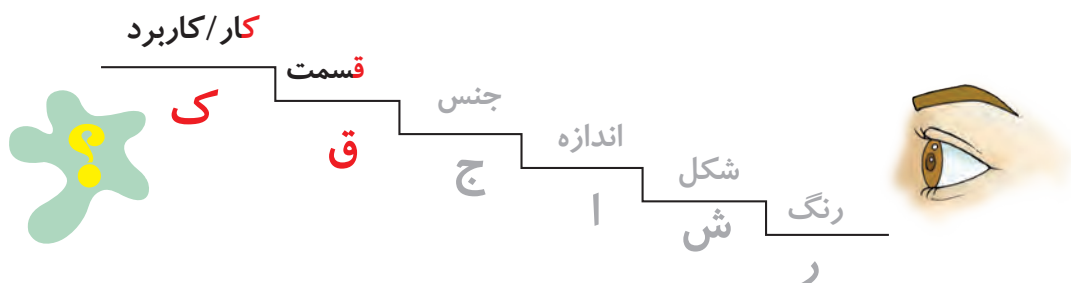 کار/کاربرد
ک
قسمت
ق
جنس
ج
اندازه
ا
شکل
ش
رنگ
ر